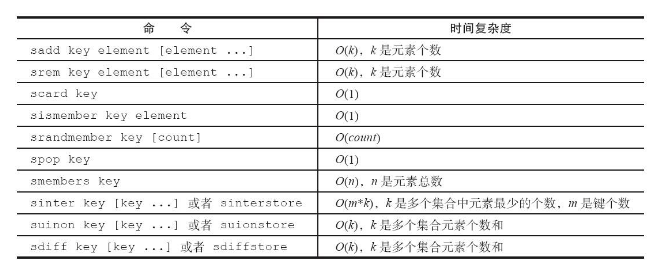 命 令 时间复杂度
sadd key element [element ...] O(k)，k 是元素个数
srem key element [element ...] O(k)，k 是元素个数
scard key O(1)
sismember key element O(1)
srandmember key [count] O(count)
spop key O(1)
smembers key O(n)，n 是元素总数
sinter key [key ...] 或者 sinterstore O(m*k)，k 是多个集合中元素最少的个数，m 是键个数
suinon key [key ...] 或者 suionstore O(k)，k 是多个集合元素个数和
sdiff key [key ...] 或者 sdiffstore O(k)，k 是多个集合元素个数和